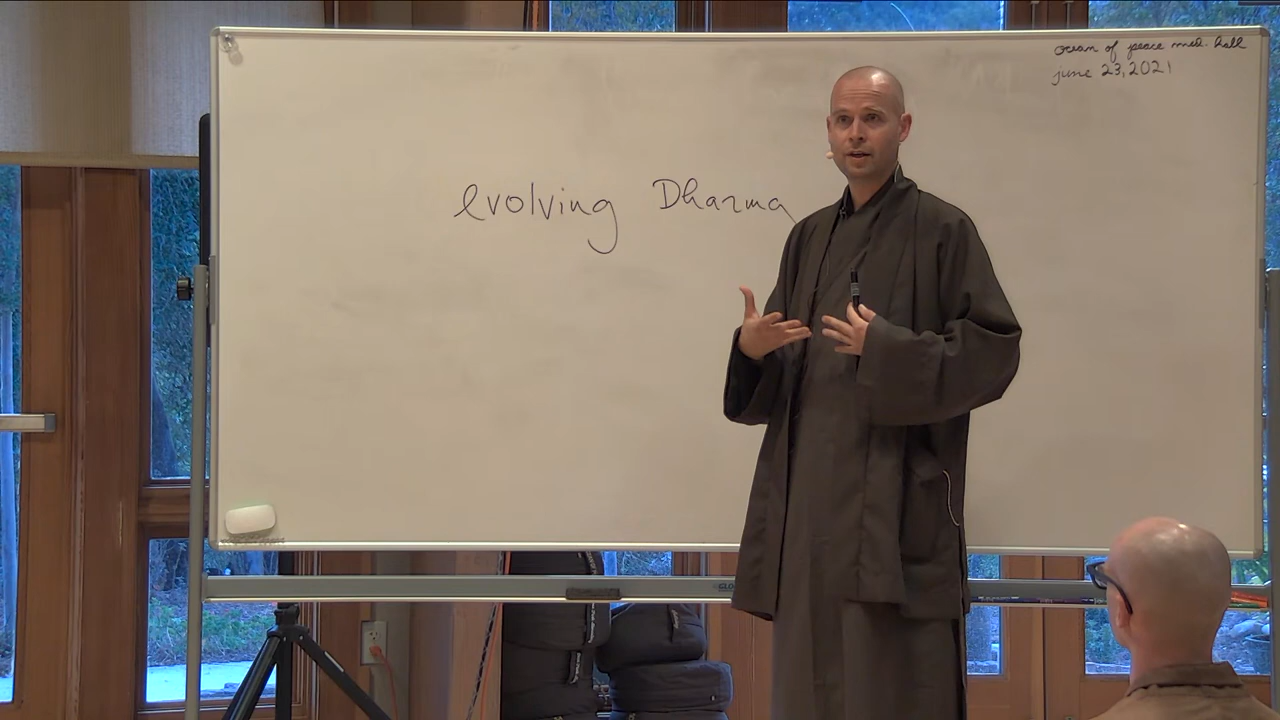 ocean of peace med. hall
june 23, 2021
evolving Dharma